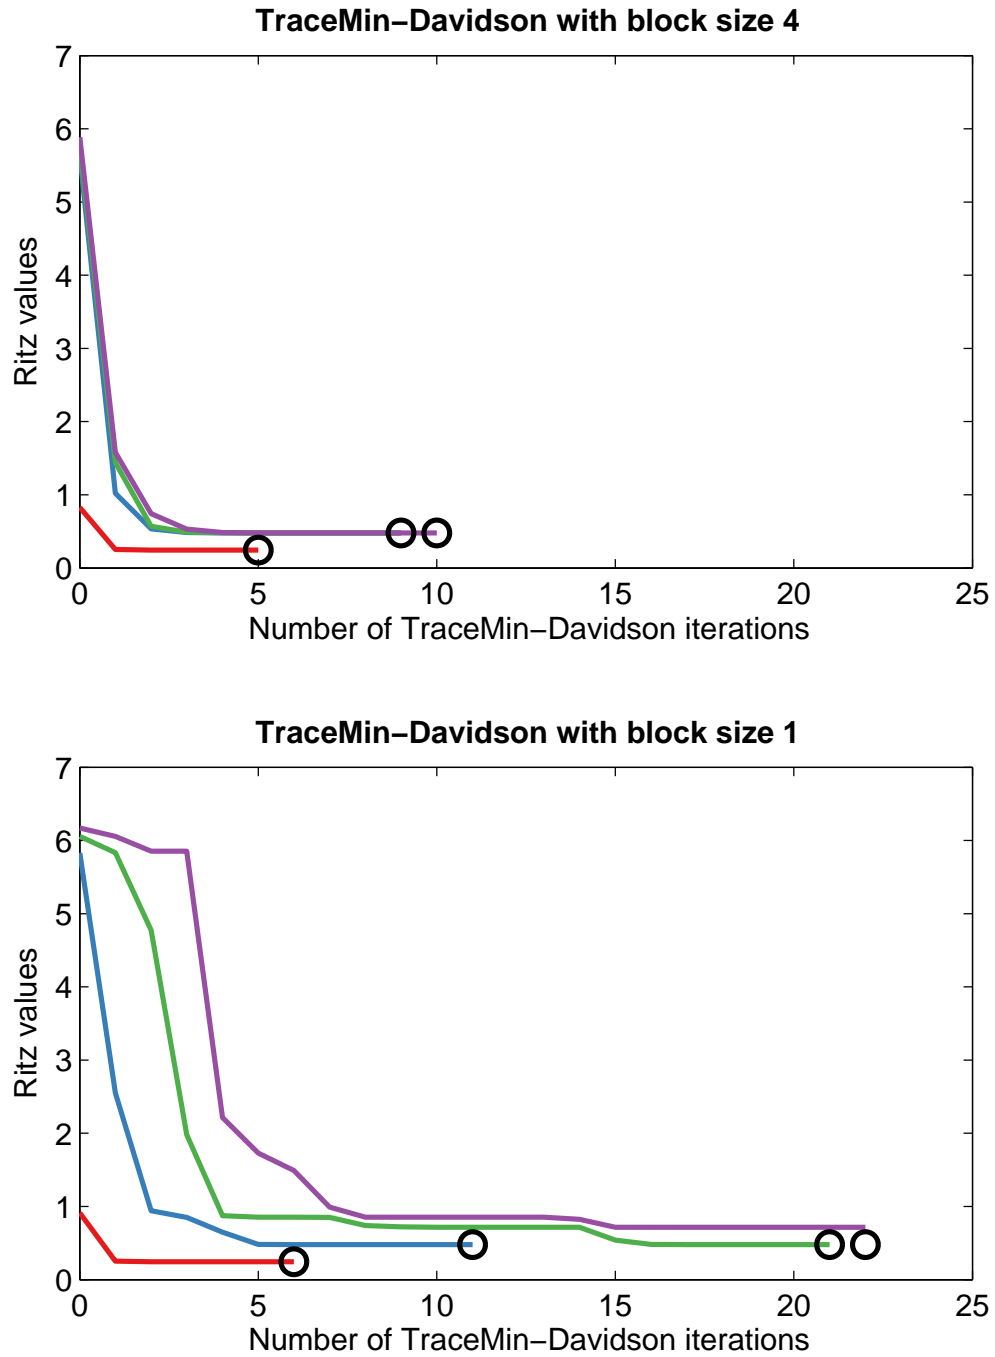 TraceMin−Davidson with block size 4
7
6
5
4
3
2
1
0
Ritz values
0 5 10 15 20 25
Number of TraceMin−Davidson iterations
TraceMin−Davidson with block size 1
7
6
5
4
3
2
1
0
Ritz values
0 5 10 15 20 25
Number of TraceMin−Davidson iterations